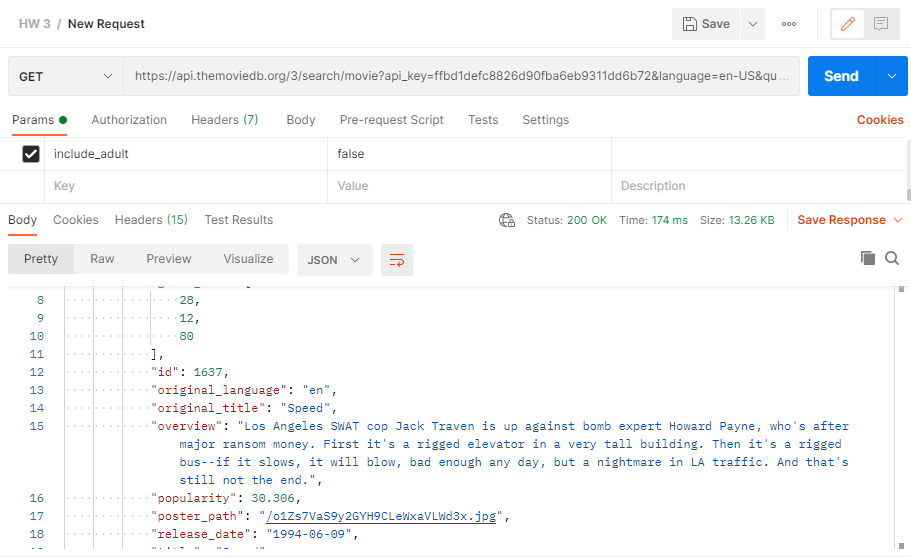 HW 3 / New Request
Save
GET
https://api.themoviedb.org/3/search/movie?api_key=ffbd1defc8826d90fba6eb9311dd6b72&language=en-US&qu ...
Send
Params
Authorization
Headers (7)
Body
Pre-request Script
Tests
Settings
Cookies
include_adult
false
Key
Value
Description
Body
Cookies
Headers (15)
Test Results
Status: 200 OK
Time: 174 ms
Size: 13.26 KB
Save Response
Pretty
Raw
Preview
Visualize
JSON
8 28,
9 12,
10 80
11 ],
12 "id": 1637,
13 "original_language": "en",
14 "original_title": "Speed",
15 "overview": "Los Angeles SWAT cop Jack Traven is up against bomb expert Howard Payne, who's after
major ransom money. First it's a rigged elevator in a very tall building. Then it's a rigged
bus--if it slows, it will blow, bad enough any day, but a nightmare in LA traffic. And that's
still not the end.",
16 "popularity": 30.306,
17 "poster_path": "/o1Zs7VaS9y2GYH9CLeWxaVLWd3x.jpg",
18 "release_date": "1994-06-09",